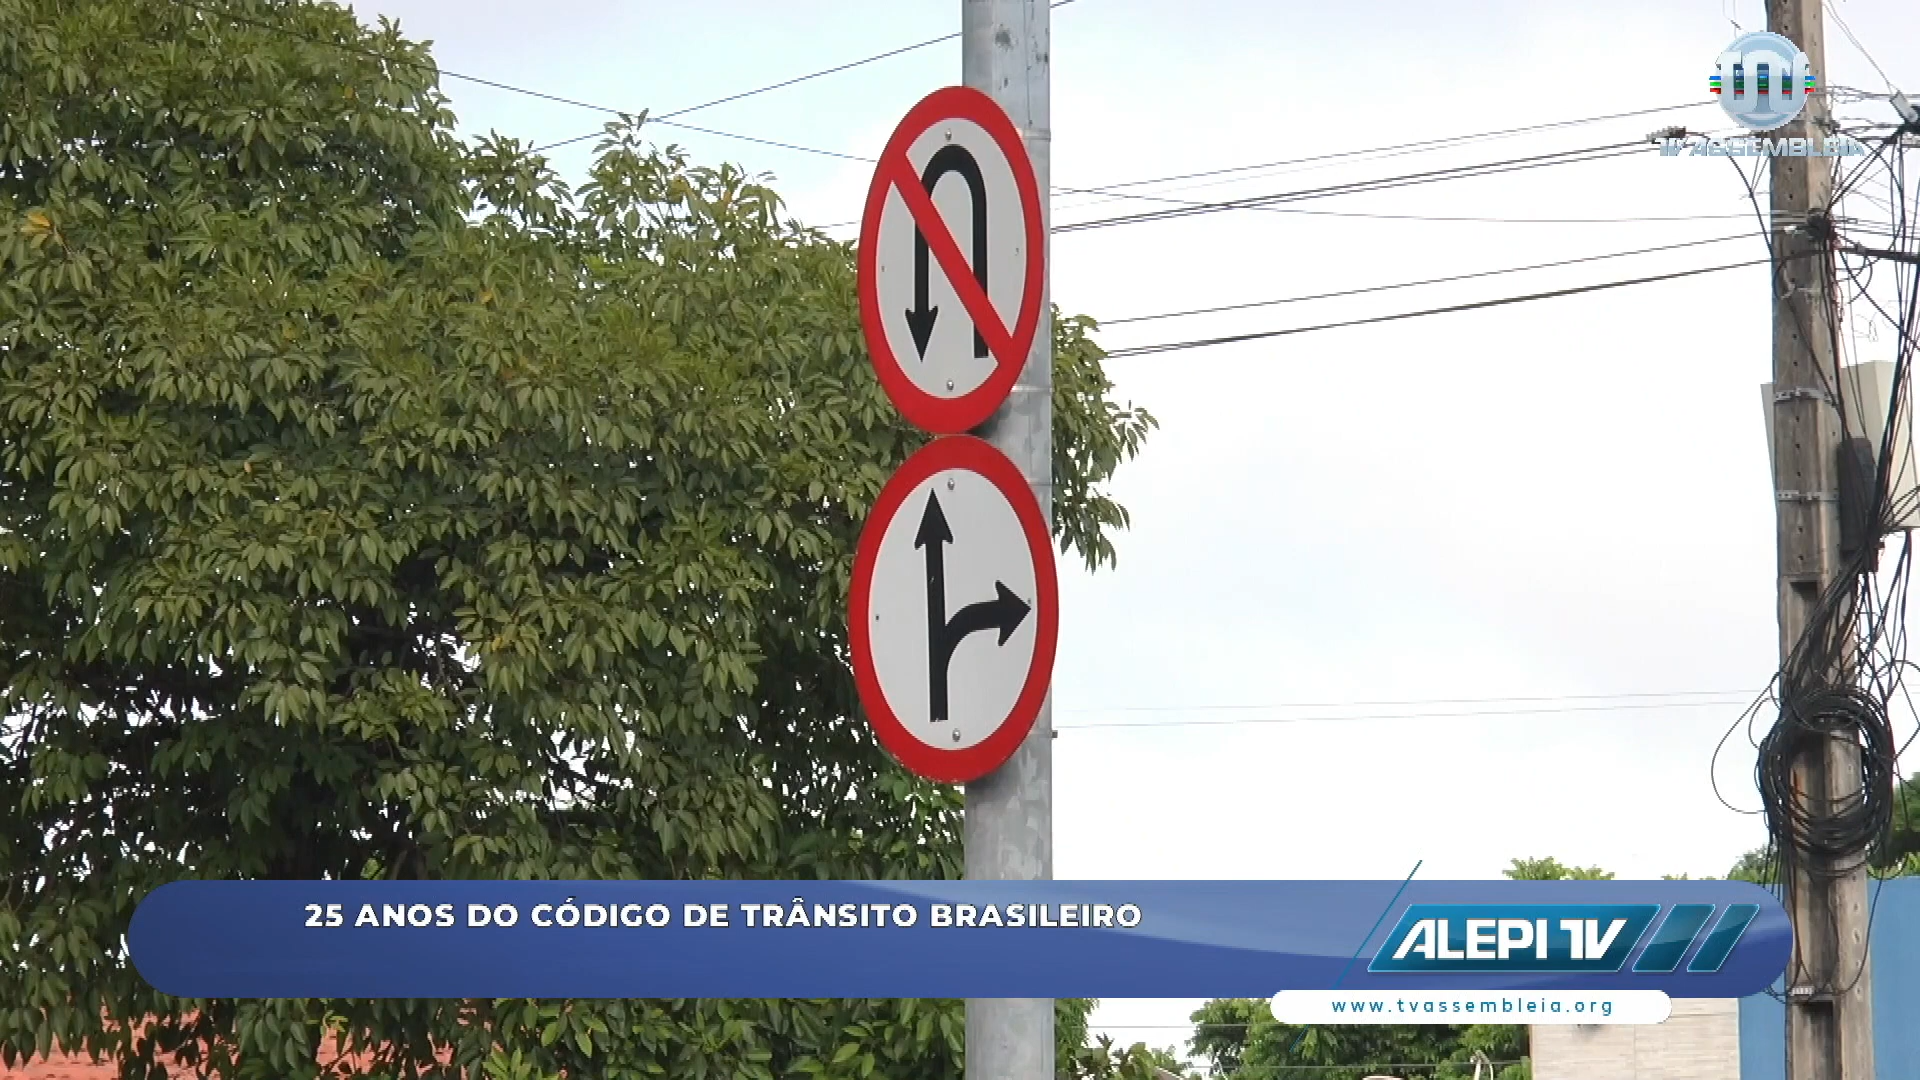 TV ASSEMBLEIA
25 ANOS DO CÓDIGO DE TRÂNSITO BRASILEIRO
ALEPI TV
www.tvassembleia.org